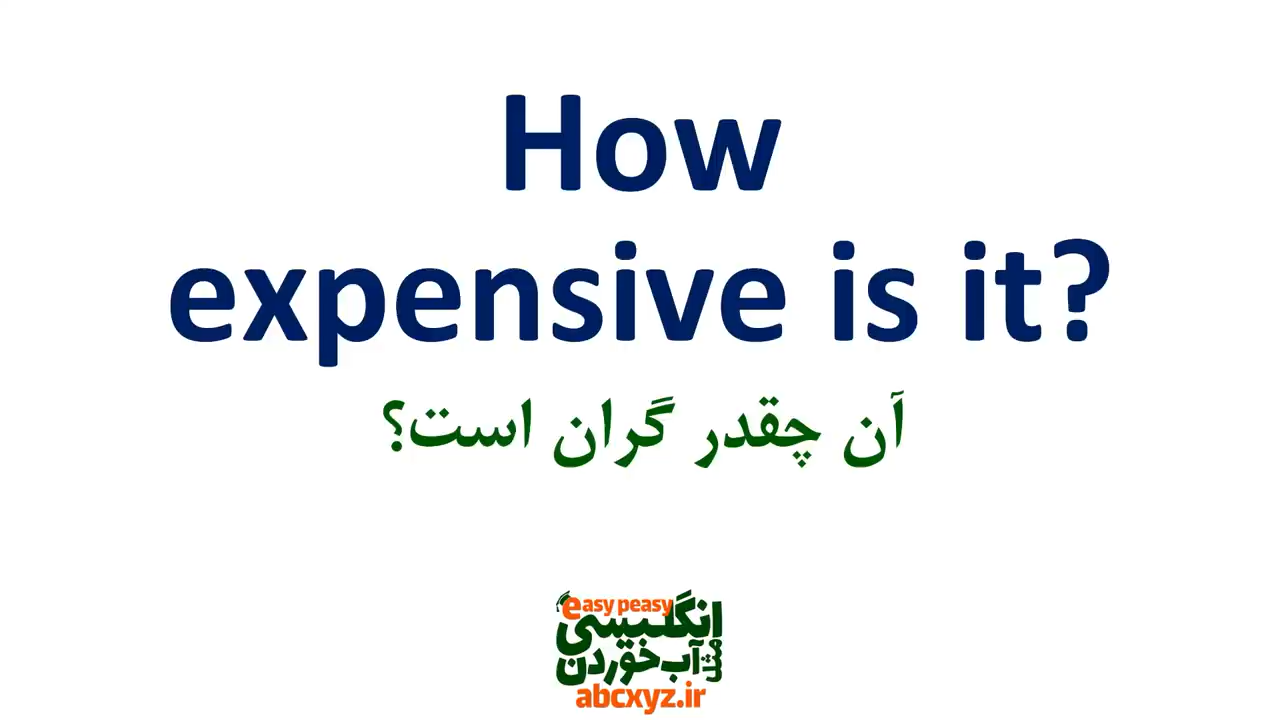 How
expensive is it?
آن چقدر گران است؟
easy peasy
انگلیسی
مثل آب خوردن
abcxyz.ir